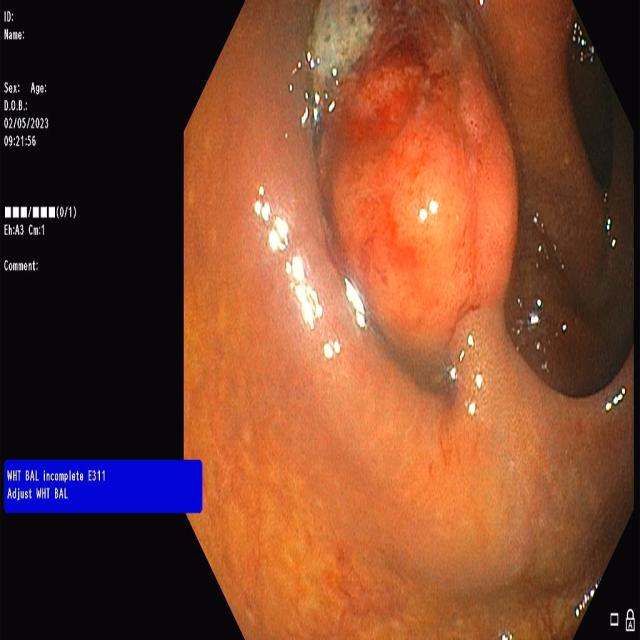 ID:
Name:
Sex: Age:
D.O.B.:
02/05/2023
09:21:56
■■■/■■■(0/1)
Eh:A3 Cm:1
Comment:
WHT BAL incomplete E311
Adjust WHT BAL
A